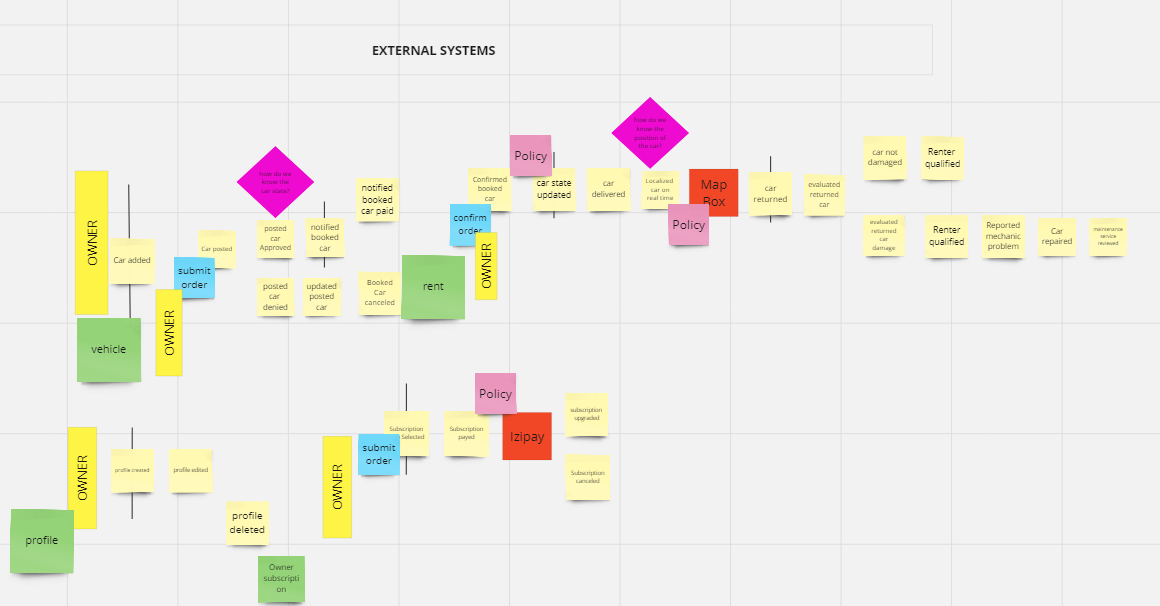 EXTERNAL SYSTEMS
how do we
know the
car state?
how do we
know the
position of
the car?
OWNER
Car added
vehicle
OWNER
submit
order
Car posted
posted
car
Approved
notified
booked
car
posted
car
denied
updated
posted
car
notified
booked
car paid
Booked
Car
canceled
rent
confirm
order
OWNER
Confirmed
booked
car
Policy
car state
updated
car
delivered
Localized
car on
real time
Policy
Map
Box
car
returned
evaluated
returned
car
car not
damaged
Renter
qualified
evaluated
returned
car
damage
Renter
qualified
Reported
mechanic
problem
Car
repaired
maintenance
service
reviewed
OWNER
profile
profile created
profile edited
profile
deleted
Owner
subscripti
on
OWNER
submit
order
Subscription
Selected
Subscription
payed
Policy
Izipay
subscription
upgraded
Subscription
canceled